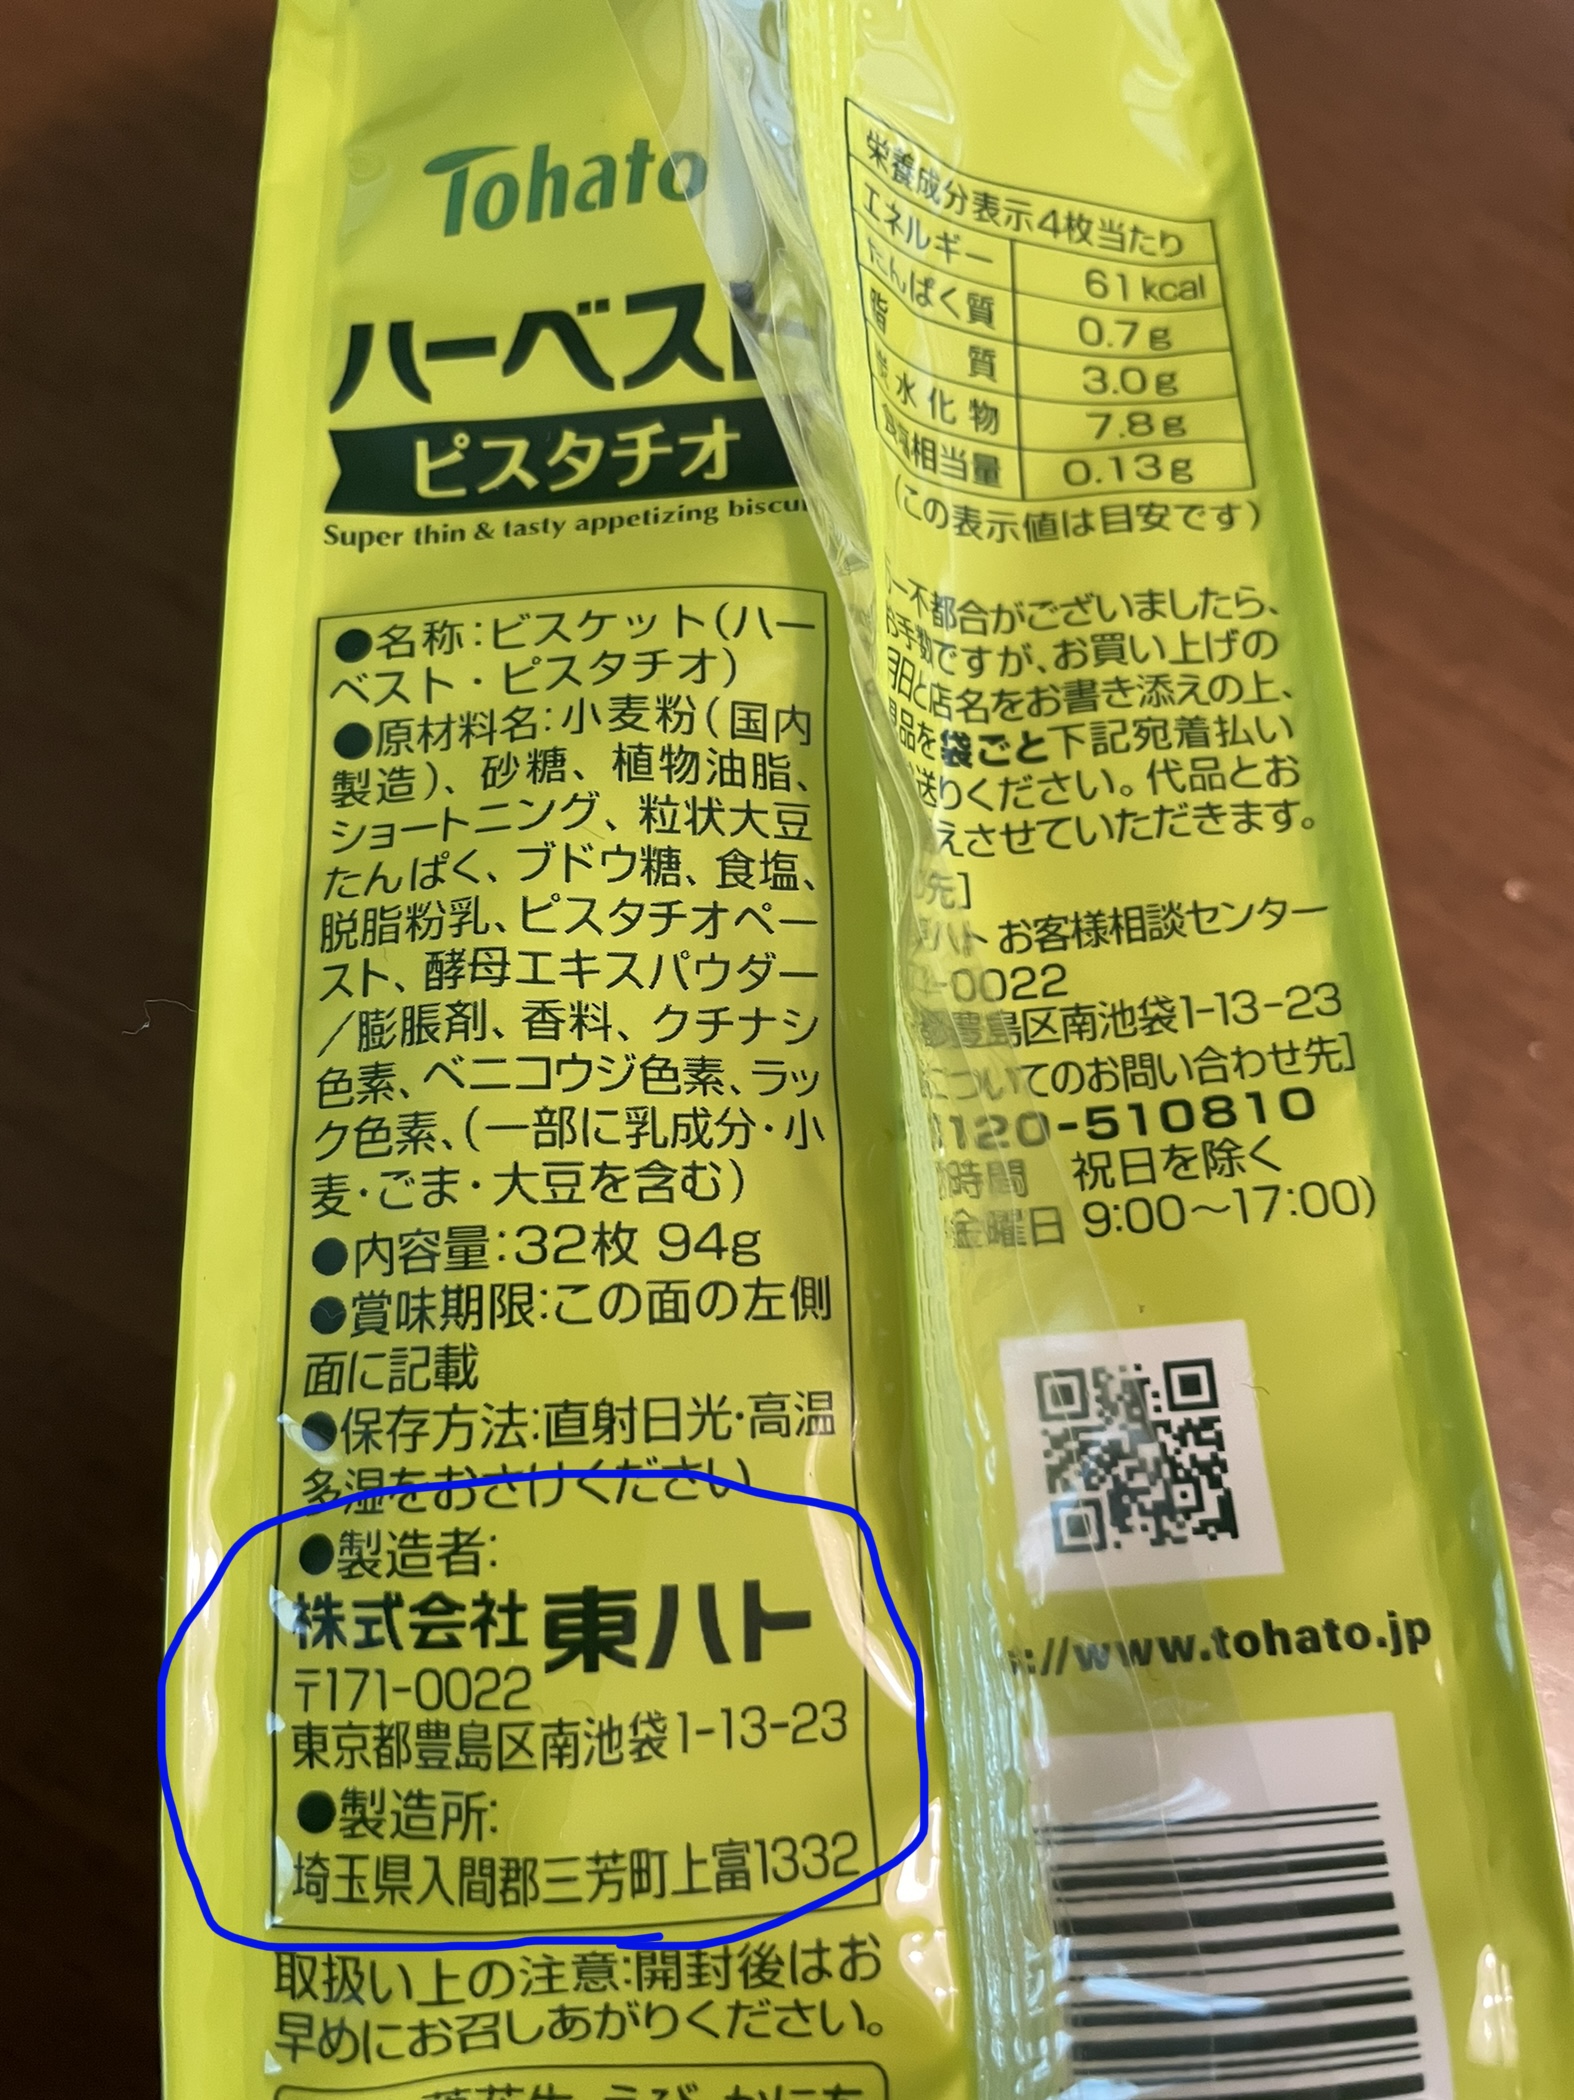 Tohato
ハーベスト
ピスタチオ
Super thin & tasty appetizing
●名称:ビスケット(ハー
ベスト・ピスタチオ)
●原材料名:小麦粉(国内
製造)、砂糖、植物油脂、
ショートニング、粒状大豆
たんぱく、ブドウ糖、食塩、
脱脂粉乳、ピスタチオペー
スト、酵母エキスパウダー
/膨脹剤、香料、クチナシ
色素、ベニコウジ色素、ラッ
ク色素、(一部に乳成分・小
麦・ごま・大豆を含む)
●内容量:32枚 94g
●賞味期限:この面の左側
面に記載
●保存方法:直射日光・高温
多湿をおさけください
●製造者:
株式会社東ハト
〒171-0022
東京都豊島区南池袋1-13-23
●製造所:
埼玉県入間郡三芳町上富1332
取扱い上の注意:開封後はお
早めにお召しあがりください。
栄養成分表示4枚当たり
エネルギー 61kcal
たんぱく質 0.7g
脂質 3.0g
炭水化物 7.8g
食塩相当量 0.13g
(この表示値は目安です)
一不都合がございましたら、
お手数ですが、お買い上げの
月日と店名をお書き添えの上、
品を袋ごと下記宛着払い
送りください。代品とお
えさせていただきます。
先]
ハト お客様相談センター
-0022
都豊島区南池袋1-13-23
についてのお問い合わせ先]
120-510810
時間 祝日を除く
金曜日 9:00〜17:00)
://www.tohato.jp